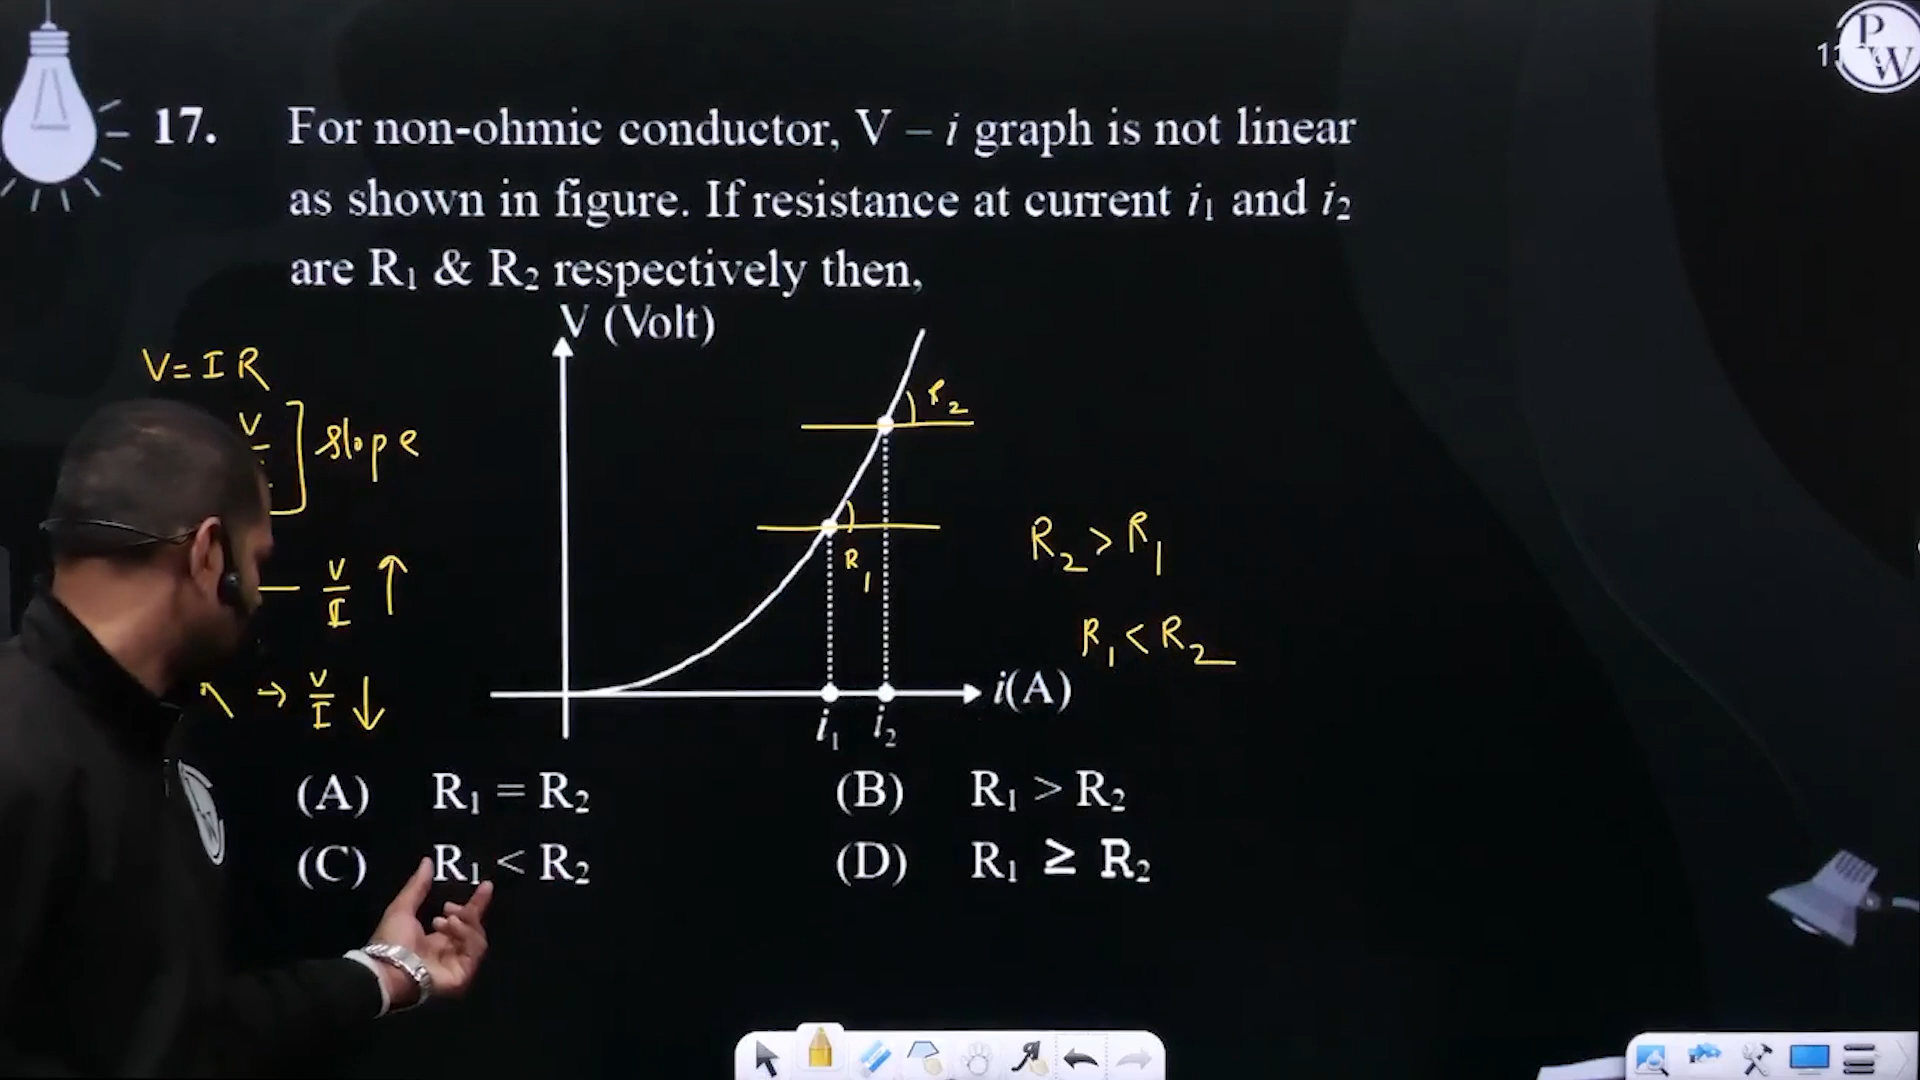 17. For non-ohmic conductor, V – i graph is not linear
as shown in figure. If resistance at current i₁ and i₂
are R₁ & R₂ respectively then,
V (Volt)
V = I R
V
slope
R₂
R₁
R₂ > R₁
V/I ↑
R₁ < R₂
→ V/I ↓
i(A)
i₁ i₂
(A) R₁ = R₂ (B) R₁ > R₂
(C) R₁ < R₂ (D) R₁ ≥ R₂
PW